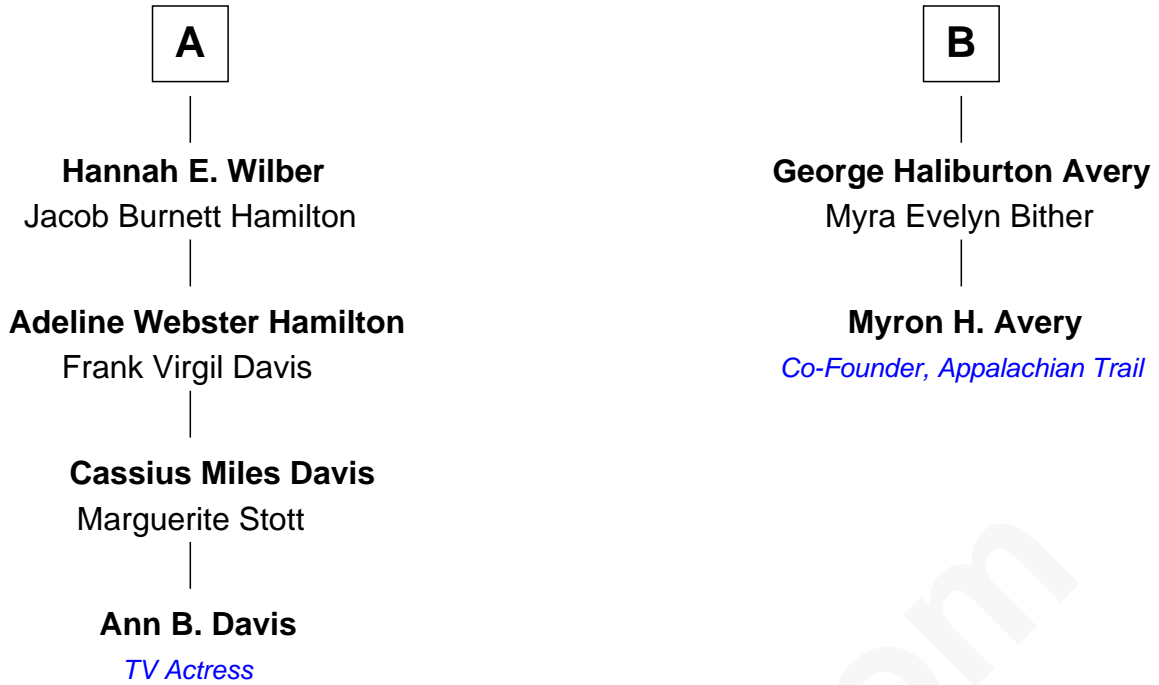 A
Hannah E. Wilber
Jacob Burnett Hamilton
Adeline Webster Hamilton
Frank Virgil Davis
Cassius Miles Davis
Marguerite Stott
Ann B. Davis
TV Actress
B
George Haliburton Avery
Myra Evelyn Bither
Myron H. Avery
Co-Founder, Appalachian Trail
om